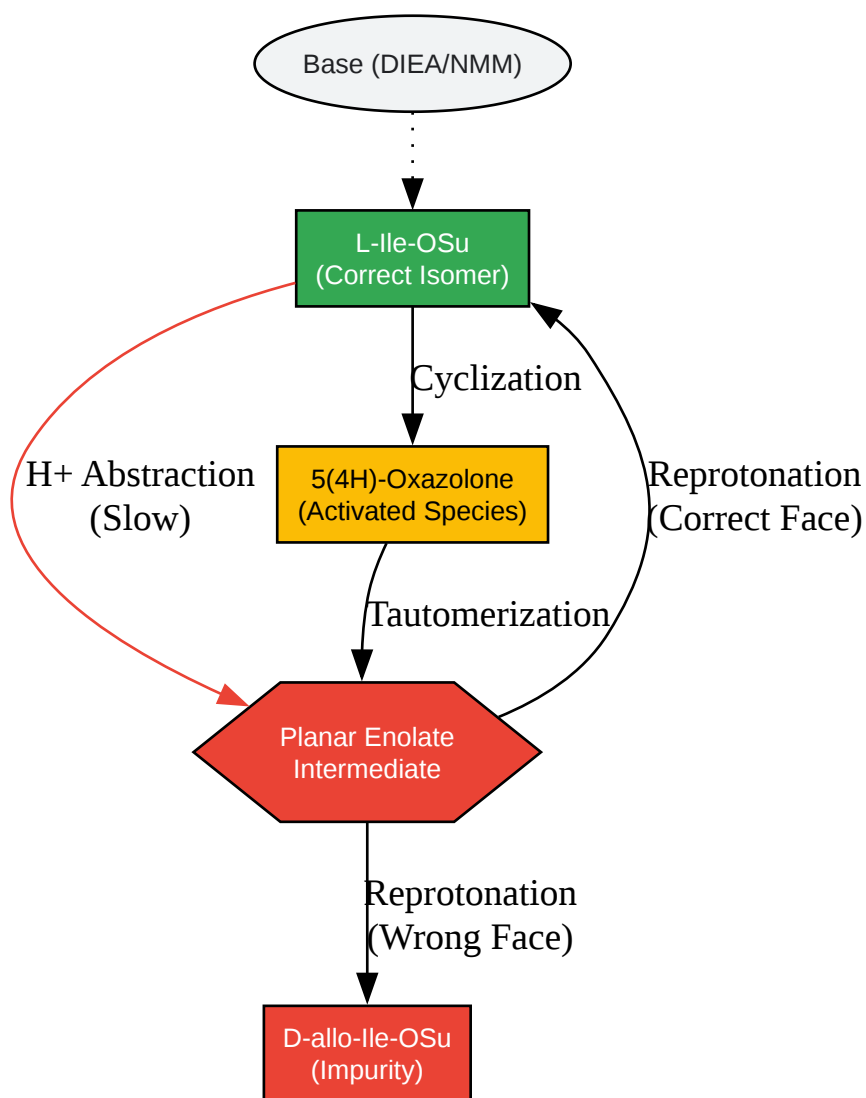 Base (DIEA/NMM)
L-Ile-OSu
(Correct Isomer)
Cyclization
H+ Abstraction
(Slow)
5(4H)-Oxazolone
(Activated Species)
Reprotonation
(Correct Face)
Tautomerization
Planar Enolate
Intermediate
Reprotonation
(Wrong Face)
D-allo-Ile-OSu
(Impurity)